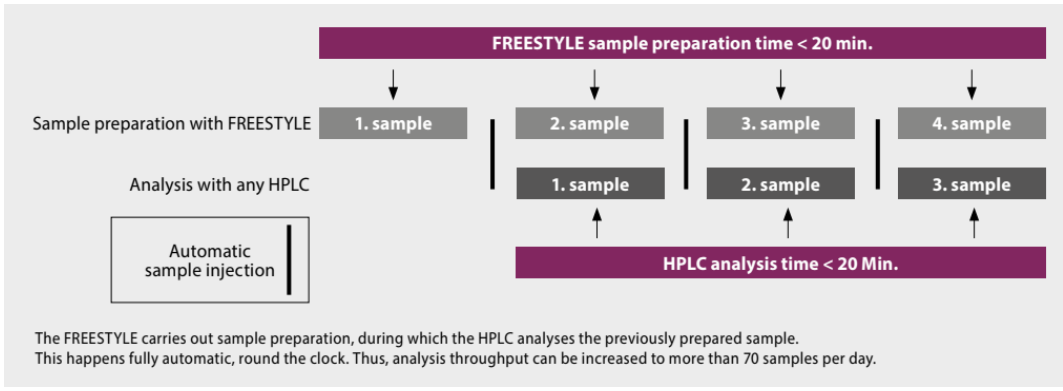 FREESTYLE sample preparation time < 20 min.
Sample preparation with FREESTYLE
1. sample
2. sample
3. sample
4. sample
Analysis with any HPLC
1. sample
2. sample
3. sample
Automatic
sample injection
HPLC analysis time < 20 Min.
The FREESTYLE carries out sample preparation, during which the HPLC analyses the previously prepared sample.
This happens fully automatic, round the clock. Thus, analysis throughput can be increased to more than 70 samples per day.